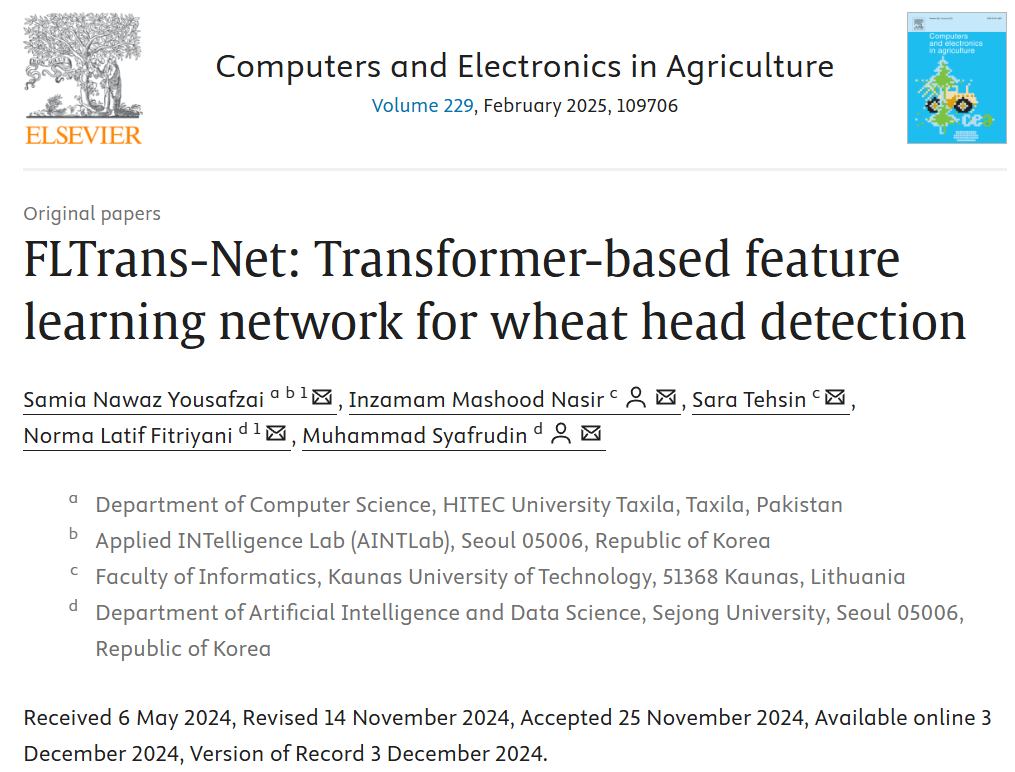 ELSEVIER
Computers and Electronics in Agriculture
Volume 229, February 2025, 109706
Computers
and electronics
in agriculture
cea
Original papers
FLTrans-Net: Transformer-based feature
learning network for wheat head detection
Samia Nawaz Yousafzai a b 1, Inzamam Mashood Nasir c, Sara Tehsin c,
Norma Latif Fitriyani d 1, Muhammad Syafrudin d
a Department of Computer Science, HITEC University Taxila, Taxila, Pakistan
b Applied INTelligence Lab (AINTLab), Seoul 05006, Republic of Korea
c Faculty of Informatics, Kaunas University of Technology, 51368 Kaunas, Lithuania
d Department of Artificial Intelligence and Data Science, Sejong University, Seoul 05006,
Republic of Korea
Received 6 May 2024, Revised 14 November 2024, Accepted 25 November 2024, Available online 3
December 2024, Version of Record 3 December 2024.